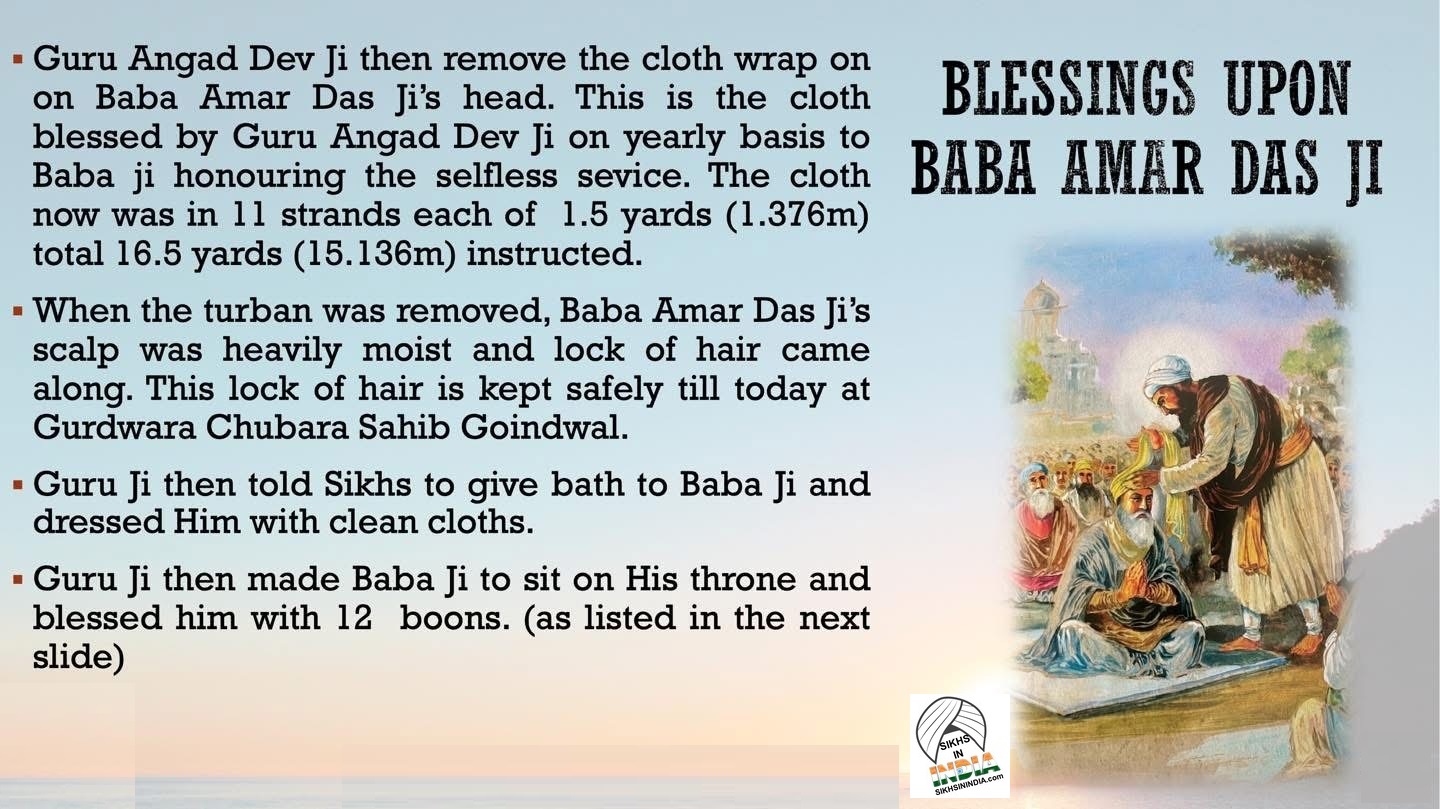 ▪ Guru Angad Dev Ji then remove the cloth wrap on
on Baba Amar Das Ji's head. This is the cloth
blessed by Guru Angad Dev Ji on yearly basis to
Baba ji honouring the selfless sevice. The cloth
now was in 11 strands each of 1.5 yards (1.376m)
total 16.5 yards (15.136m) instructed.
▪ When the turban was removed, Baba Amar Das Ji's
scalp was heavily moist and lock of hair came
along. This lock of hair is kept safely till today at
Gurdwara Chubara Sahib Goindwal.
▪ Guru Ji then told Sikhs to give bath to Baba Ji and
dressed Him with clean cloths.
▪ Guru Ji then made Baba Ji to sit on His throne and
blessed him with 12 boons. (as listed in the next
slide)
BLESSINGS UPON
BABA AMAR DAS JI
SIKHS
IN
INDIA
SIKHSININDIA.com